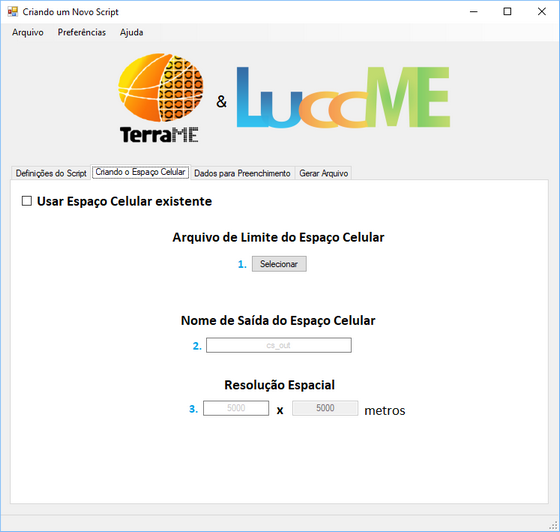 Criando um Novo Script
Arquivo Preferências Ajuda
TerraME & LuccME
Definições do Script Criando o Espaço Celular Dados para Preenchimento Gerar Arquivo
Usar Espaço Celular existente
Arquivo de Limite do Espaço Celular
1. Selecionar
Nome de Saída do Espaço Celular
2. cs_out
Resolução Espacial
3. 5000 x 5000 metros